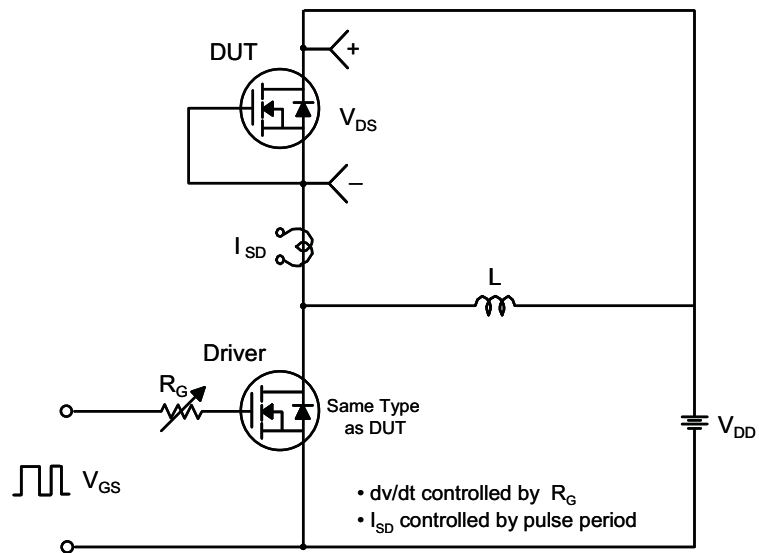 DUT
+
V_DS
–
I_SD
L
Driver
R_G
Same Type
as DUT
V_DD
V_GS
• dv/dt controlled by R_G
• I_SD controlled by pulse period